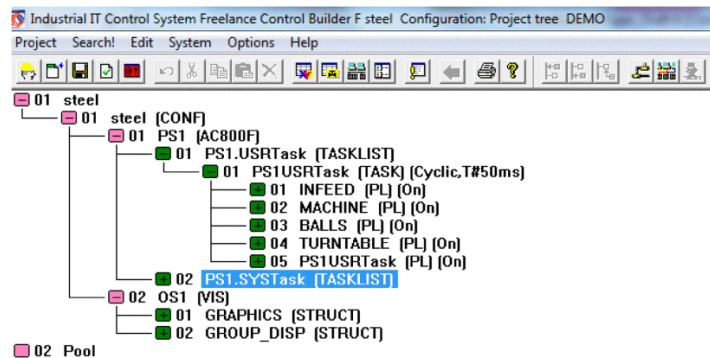 Industrial IT Control System Freelance Control Builder F steel Configuration: Project tree DEMO
Project Search! Edit System Options Help
01 steel
01 steel (CONF)
01 PS1 (AC800F)
01 PS1.USRTask (TASKLIST)
01 PS1USRTask (TASK) (Cyclic,T#50ms)
01 INFEED (PL) (On)
02 MACHINE (PL) (On)
03 BALLS (PL) (On)
04 TURNTABLE (PL) (On)
05 PS1USRTask (PL) (On)
02 PS1.SYSTask (TASKLIST)
02 OS1 (VIS)
01 GRAPHICS (STRUCT)
02 GROUP_DISP (STRUCT)
02 Pool